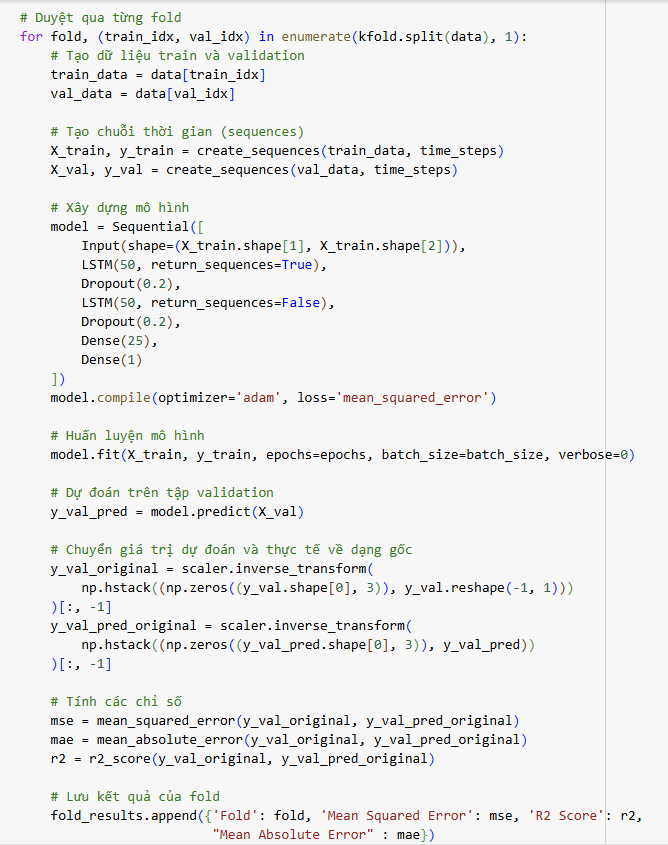 # Duyệt qua từng fold
for fold, (train_idx, val_idx) in enumerate(kfold.split(data), 1):
    # Tạo dữ liệu train và validation
    train_data = data[train_idx]
    val_data = data[val_idx]

    # Tạo chuỗi thời gian (sequences)
    X_train, y_train = create_sequences(train_data, time_steps)
    X_val, y_val = create_sequences(val_data, time_steps)

    # Xây dựng mô hình
    model = Sequential([
        Input(shape=(X_train.shape[1], X_train.shape[2])),
        LSTM(50, return_sequences=True),
        Dropout(0.2),
        LSTM(50, return_sequences=False),
        Dropout(0.2),
        Dense(25),
        Dense(1)
    ])
    model.compile(optimizer='adam', loss='mean_squared_error')

    # Huấn luyện mô hình
    model.fit(X_train, y_train, epochs=epochs, batch_size=batch_size, verbose=0)

    # Dự đoán trên tập validation
    y_val_pred = model.predict(X_val)

    # Chuyển giá trị dự đoán và thực tế về dạng gốc
    y_val_original = scaler.inverse_transform(
        np.hstack((np.zeros((y_val.shape[0], 3)), y_val.reshape(-1, 1)))
    )[:, -1]
    y_val_pred_original = scaler.inverse_transform(
        np.hstack((np.zeros((y_val_pred.shape[0], 3)), y_val_pred))
    )[:, -1]

    # Tính các chỉ số
    mse = mean_squared_error(y_val_original, y_val_pred_original)
    mae = mean_absolute_error(y_val_original, y_val_pred_original)
    r2 = r2_score(y_val_original, y_val_pred_original)

    # Lưu kết quả của fold
    fold_results.append({'Fold': fold, 'Mean Squared Error': mse, 'R2 Score': r2,
                         "Mean Absolute Error" : mae})